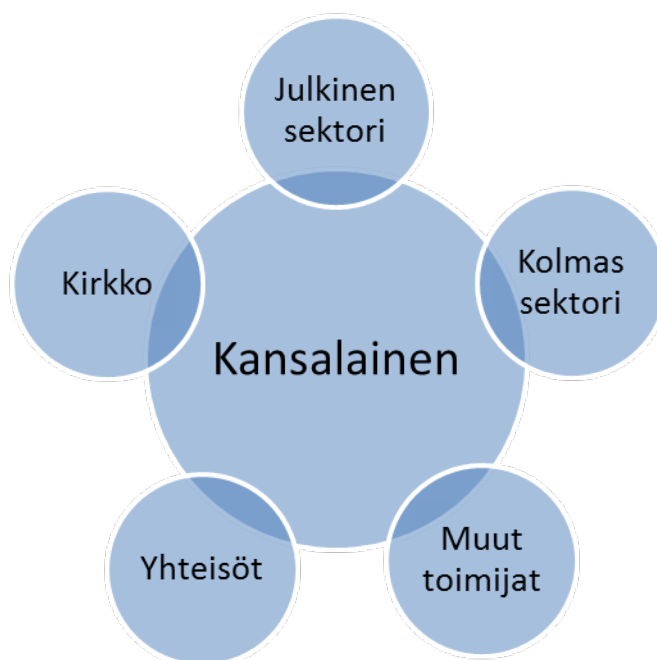 Julkinen
sektori
Kirkko
Kolmas
sektori
Kansalainen
Yhteisöt
Muut
toimijat